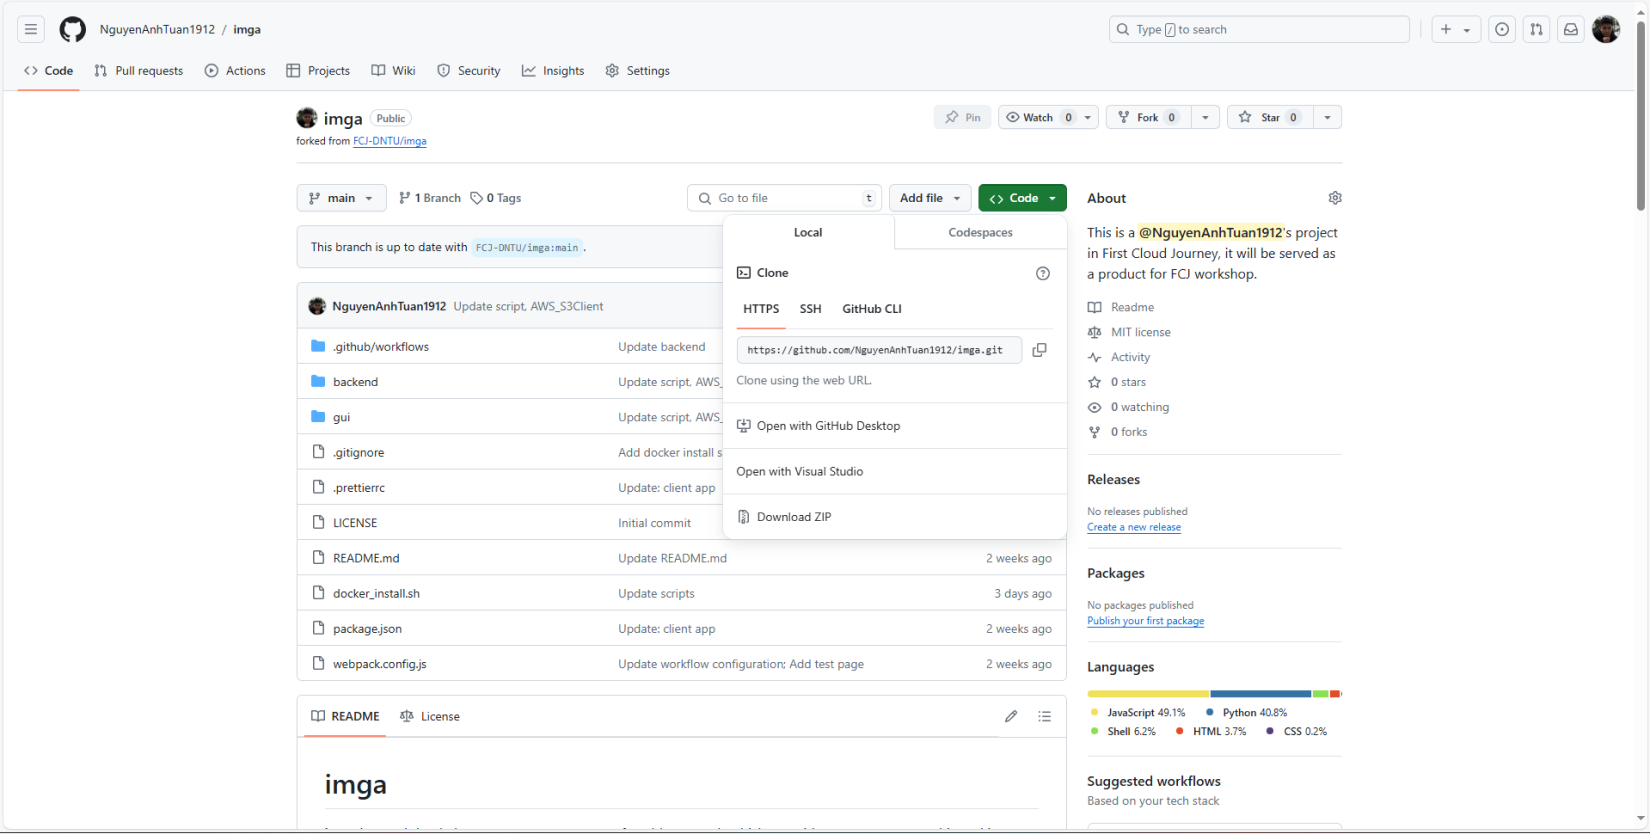 NguyenAnhTuan1912 / imga
Type / to search
Code Pull requests Actions Projects Wiki Security Insights Settings
imga Public
Pin Watch 0 Fork 0 Star 0
forked from FCJ-DNTU/imga
main 1 Branch 0 Tags Go to file t Add file Code
This branch is up to date with FCJ-DNTU/imga:main .
NguyenAnhTuan1912 Update script, AWS_S3Client
.github/workflows Update backend
backend Update script, AWS_
gui Update script, AWS_
.gitignore Add docker install s
.prettierrc Update: client app
LICENSE Initial commit
README.md Update README.md 2 weeks ago
docker_install.sh Update scripts 3 days ago
package.json Update: client app 2 weeks ago
webpack.config.js Update workflow configuration; Add test page 2 weeks ago
Local Codespaces
Clone
HTTPS SSH GitHub CLI
https://github.com/NguyenAnhTuan1912/imga.git
Clone using the web URL.
Open with GitHub Desktop
Open with Visual Studio
Download ZIP
README License
imga
About
This is a @NguyenAnhTuan1912's project
in First Cloud Journey, it will be served as
a product for FCJ workshop.
Readme
MIT license
Activity
0 stars
0 watching
0 forks
Releases
No releases published
Create a new release
Packages
No packages published
Publish your first package
Languages
JavaScript 49.1% Python 40.8%
Shell 6.2% HTML 3.7% CSS 0.2%
Suggested workflows
Based on your tech stack